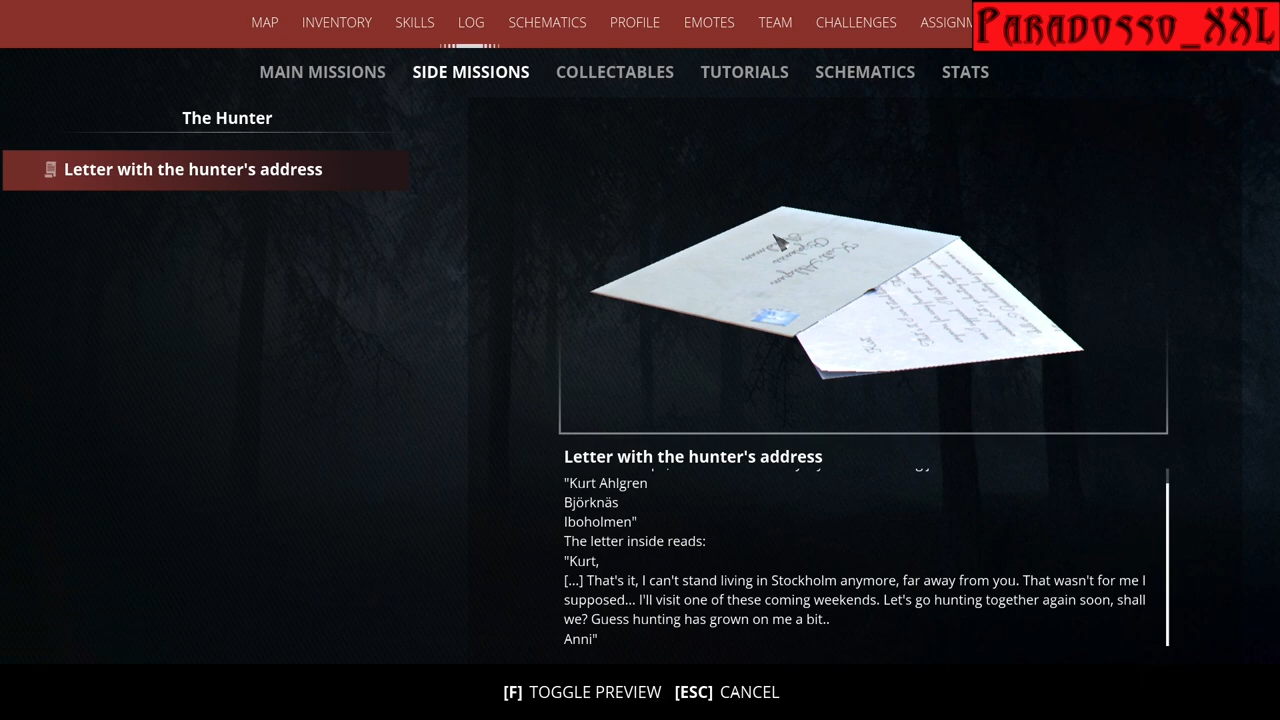 MAP INVENTORY SKILLS LOG SCHEMATICS PROFILE EMOTES TEAM CHALLENGES
Paradosso_XXL
MAIN MISSIONS SIDE MISSIONS COLLECTABLES TUTORIALS SCHEMATICS STATS
The Hunter
Letter with the hunter's address
Letter with the hunter's address
"Kurt Ahlgren
Björknäs
Iboholmen"
The letter inside reads:
"Kurt,
[...] That's it, I can't stand living in Stockholm anymore, far away from you. That wasn't for me I
supposed... I'll visit one of these coming weekends. Let's go hunting together again soon, shall
we? Guess hunting has grown on me a bit..
Anni"
[F] TOGGLE PREVIEW [ESC] CANCEL